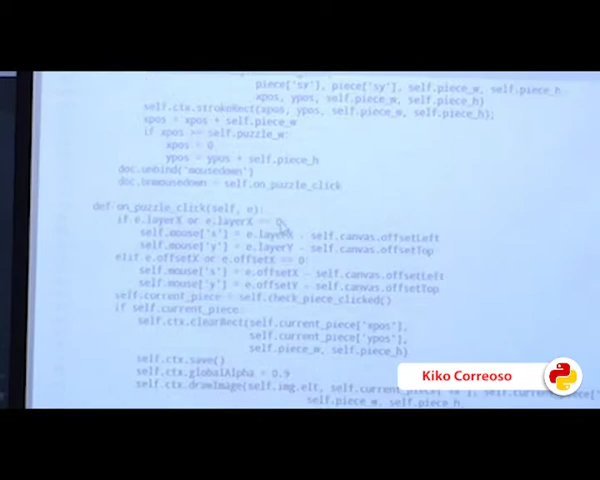 piece['sy'], piece['sy'], self.piece_w, self.piece_h,
xpos, ypos, self.piece_w, self.piece_h)
self.ctx.strokeRect(xpos, ypos, self.piece_w, self.piece_h);
xpos = xpos + self.piece_w
if xpos >= self.puzzle_w:
xpos = 0
ypos = ypos + self.piece_h
doc.unbind('mousedown')
doc.onmousedown = self.on_puzzle_click
def on_puzzle_click(self, e):
if e.layerX or e.layerX == 0:
self.mouse['x'] = e.layerX - self.canvas.offsetLeft
self.mouse['y'] = e.layerY - self.canvas.offsetTop
elif e.offsetX or e.offsetX == 0:
self.mouse['x'] = e.offsetX - self.canvas.offsetLeft
self.mouse['y'] = e.offsetY - self.canvas.offsetTop
self.current_piece = self.check_piece_clicked()
if self.current_piece:
self.ctx.clearRect(self.current_piece['xpos'],
self.current_piece['ypos'],
self.piece_w, self.piece_h)
self.ctx.save()
self.ctx.globalAlpha = 0.9
self.ctx.drawImage(self.img.elt, self.current_piece[
self.piece_w, self.piece_h,
Kiko Correoso